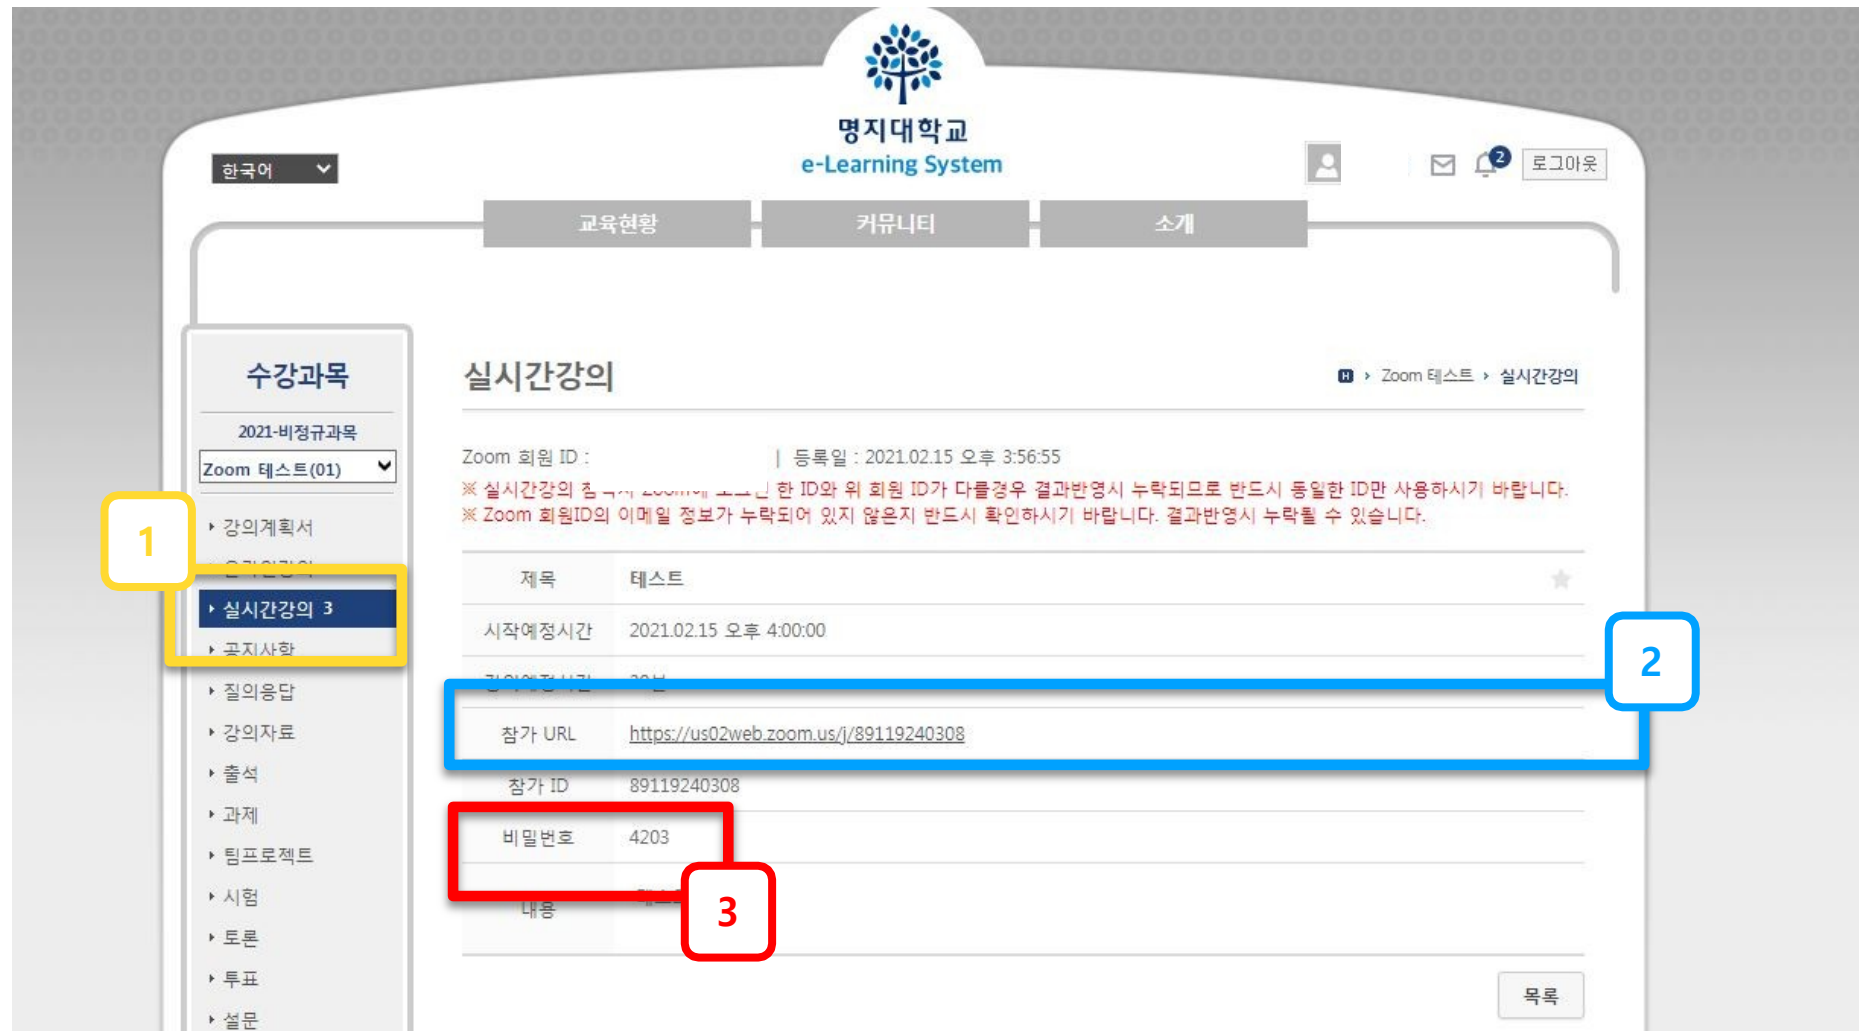 명지대학교
e-Learning System
한국어
2
로그아웃
교육현황
커뮤니티
소개
수강과목
2021-비정규과목
Zoom 테스트(01)
강의계획서
실시간강의 3
공지사항
질의응답
강의자료
출석
과제
팀프로젝트
시험
토론
투표
설문
1
실시간강의
H › Zoom 테스트 › 실시간강의
Zoom 회원 ID : | 등록일 : 2021.02.15 오후 3:56:55
※ 실시간강의 한 ID와 위 회원 ID가 다를경우 결과반영시 누락되므로 반드시 동일한 ID만 사용하시기 바랍니다.
※ Zoom 회원ID의 이메일 정보가 누락되어 있지 않은지 반드시 확인하시기 바랍니다. 결과반영시 누락될 수 있습니다.
제목 테스트
시작예정시간 2021.02.15 오후 4:00:00
2
참가 URL https://us02web.zoom.us/j/89119240308
참가 ID 89119240308
비밀번호 4203
3
내용
목록